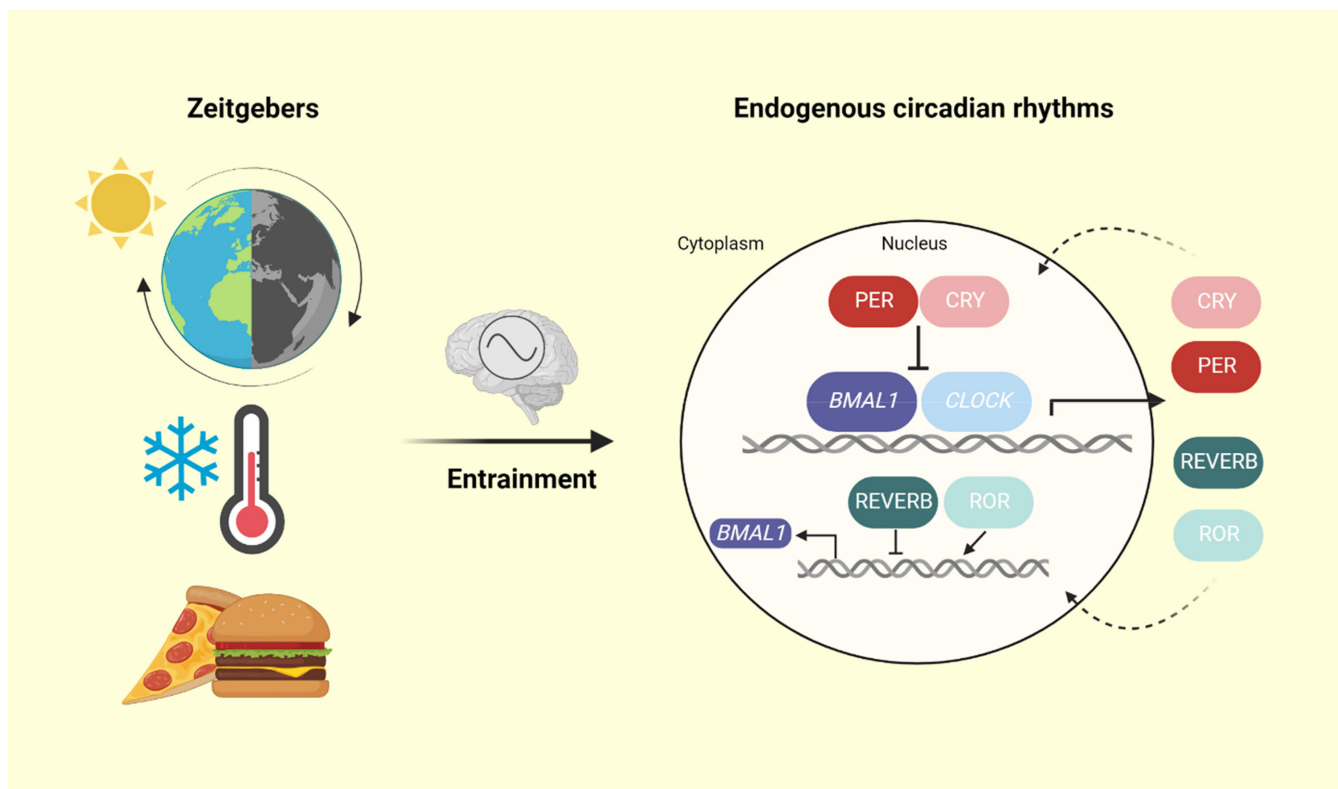 Zeitgebers
Endogenous circadian rhythms
Entrainment
Cytoplasm
Nucleus
PER
CRY
BMAL1
CLOCK
REVERB
ROR
BMAL1
CRY
PER
REVERB
ROR